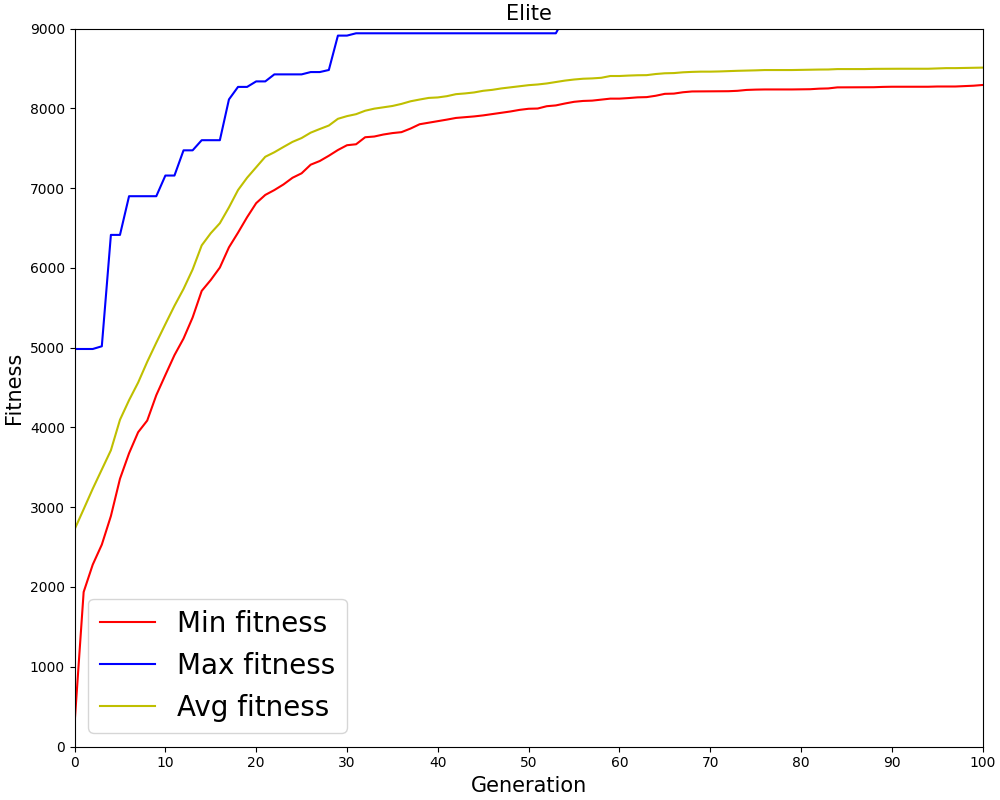 Elite
9000
8000
7000
6000
5000
4000
3000
2000
1000
0
Fitness
Min fitness
Max fitness
Avg fitness
0 10 20 30 40 50 60 70 80 90 100
Generation